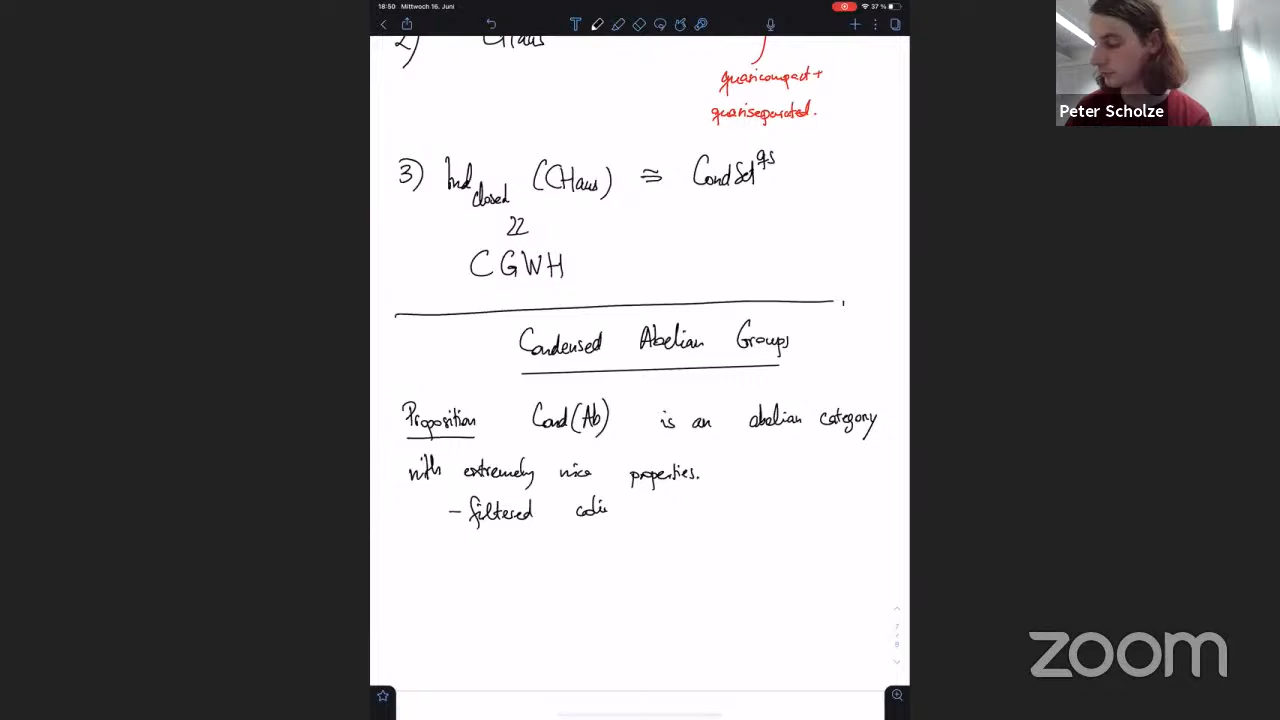 18:50 Mittwoch 16. Juni
37 %
2) CHaus
quasicompact +
quasiseparated.
3) Ind closed (CHaus) ≅ CondSet qs
CGWH
Condensed Abelian Groups
Proposition Cond(Ab) is an abelian category
with extremely nice properties.
- filtered coli
Peter Scholze
zoom